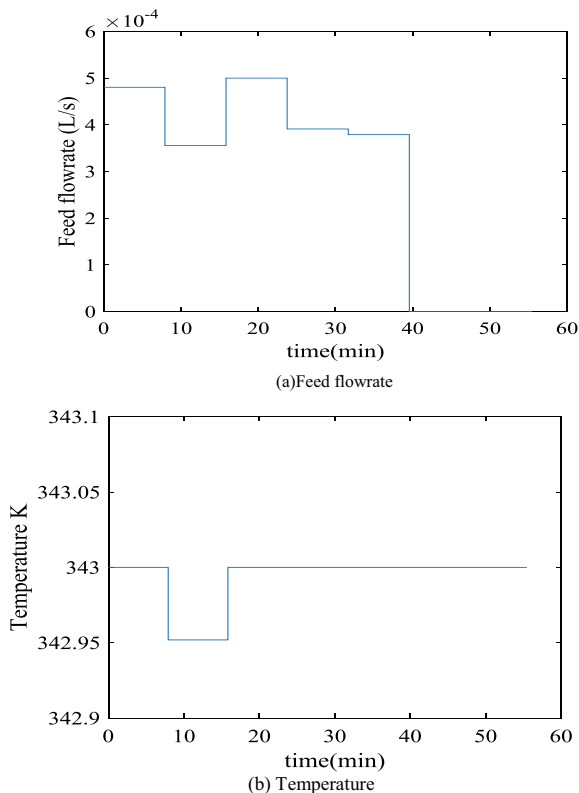 ×10⁻⁴
6
5
4
3
2
1
0
Feed flowrate (L/s)
0 10 20 30 40 50 60
time(min)
(a)Feed flowrate
343.1
343.05
343
342.95
342.9
Temperature K
0 10 20 30 40 50 60
time(min)
(b) Temperature